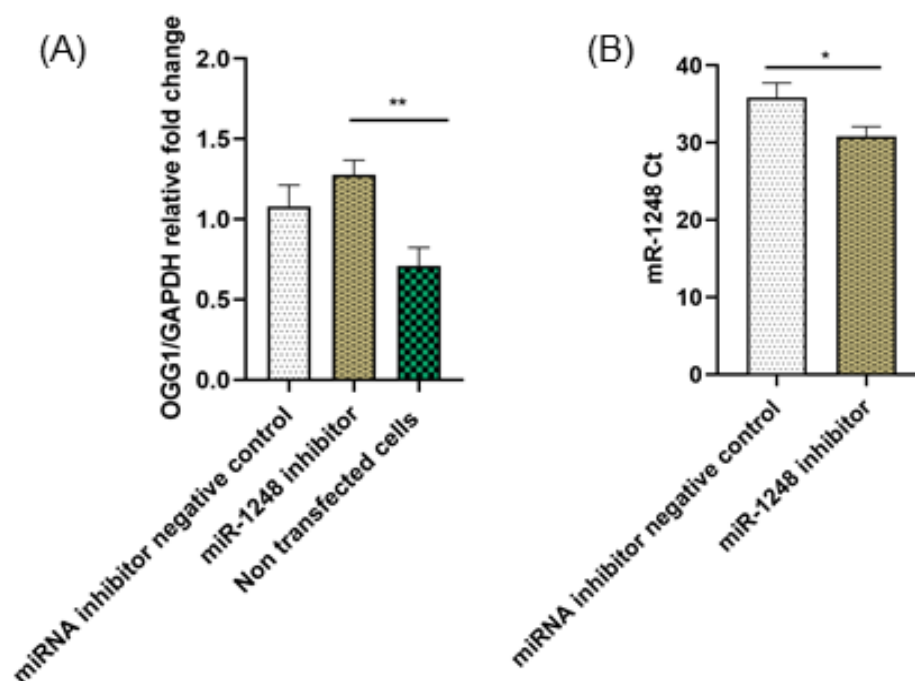 (A)
OGG1/GAPDH relative fold change
2.0
1.5
1.0
0.5
0.0
**
miRNA inhibitor negative control
miR-1248 inhibitor
Non transfected cells
(B)
mR-1248 Ct
40
30
20
10
0
*
miRNA inhibitor negative control
miR-1248 inhibitor